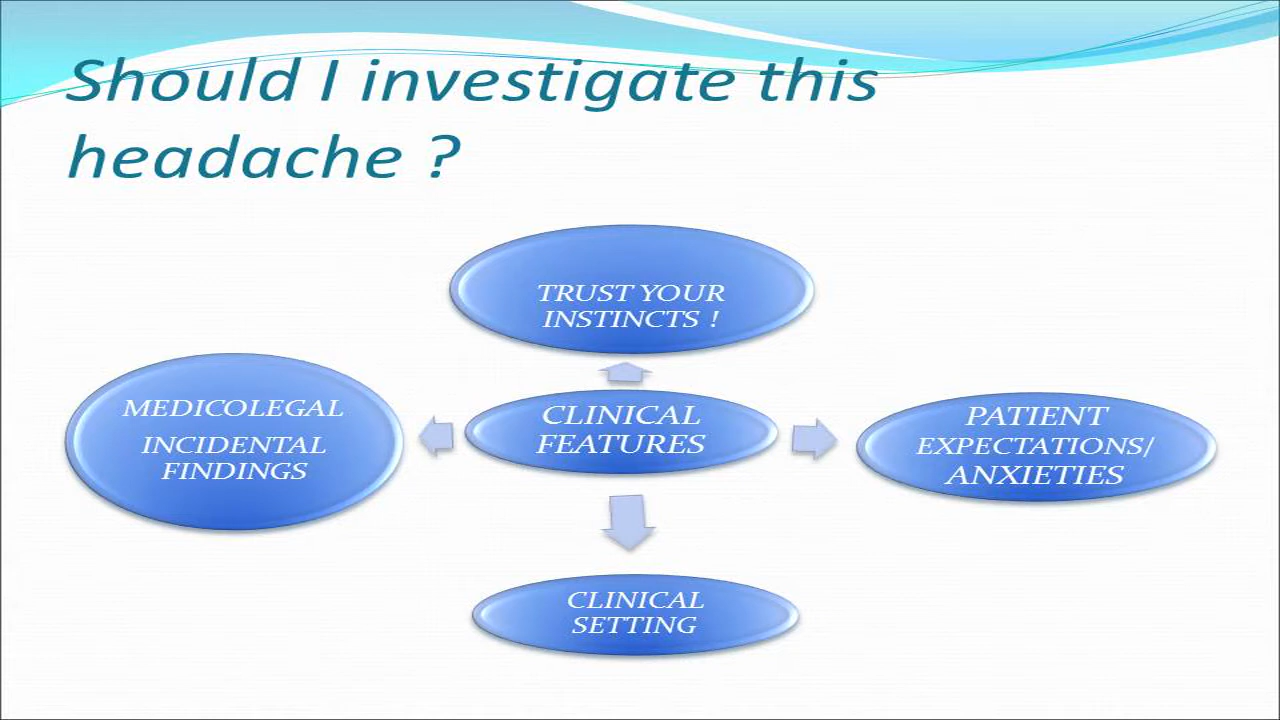 Should I investigate this
headache ?
TRUST YOUR
INSTINCTS !
MEDICOLEGAL
INCIDENTAL
FINDINGS
CLINICAL
FEATURES
PATIENT
EXPECTATIONS/
ANXIETIES
CLINICAL
SETTING